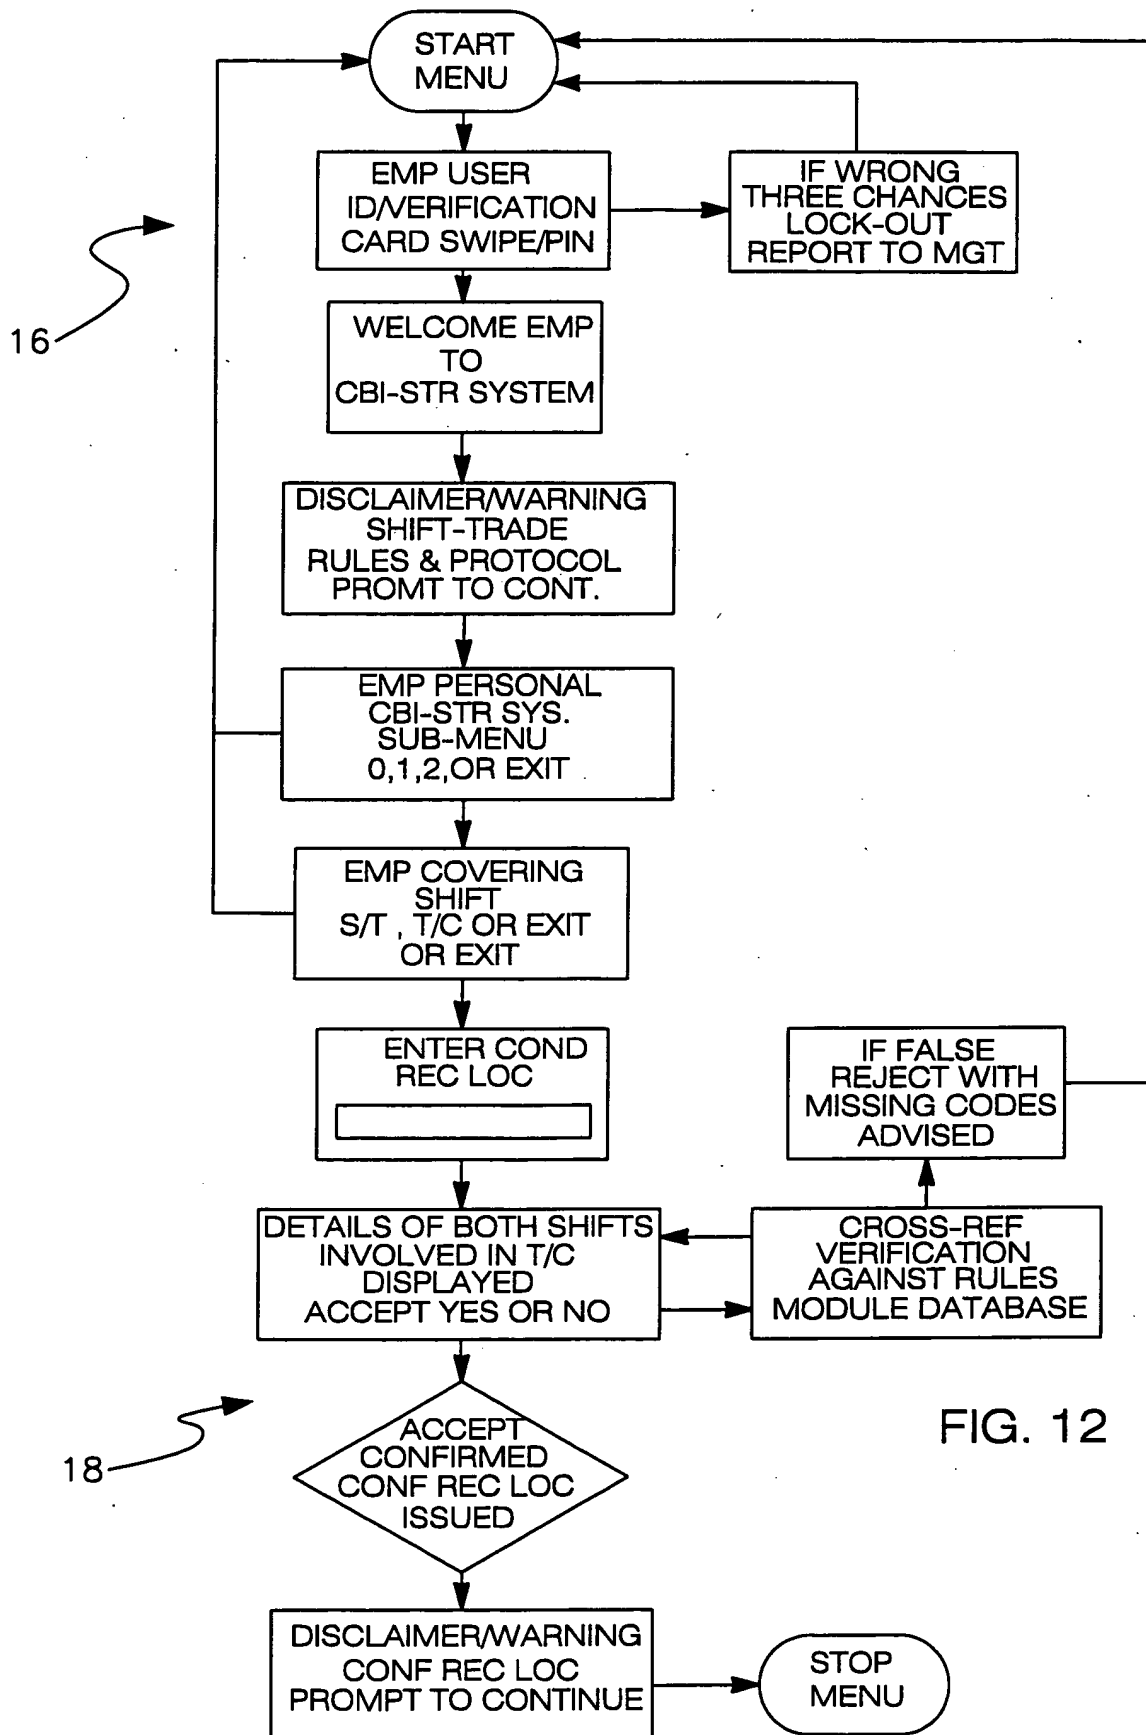 START
MENU
EMP USER
ID/VERIFICATION
CARD SWIPE/PIN
IF WRONG
THREE CHANCES
LOCK-OUT
REPORT TO MGT
16
WELCOME EMP
TO
CBI-STR SYSTEM
DISCLAIMER/WARNING
SHIFT-TRADE
RULES & PROTOCOL
PROMT TO CONT.
EMP PERSONAL
CBI-STR SYS.
SUB-MENU
0,1,2,OR EXIT
EMP COVERING
SHIFT
S/T , T/C OR EXIT
OR EXIT
ENTER COND
REC LOC
IF FALSE
REJECT WITH
MISSING CODES
ADVISED
DETAILS OF BOTH SHIFTS
INVOLVED IN T/C
DISPLAYED
ACCEPT YES OR NO
CROSS-REF
VERIFICATION
AGAINST RULES
MODULE DATABASE
18
ACCEPT
CONFIRMED
CONF REC LOC
ISSUED
FIG. 12
DISCLAIMER/WARNING
CONF REC LOC
PROMPT TO CONTINUE
STOP
MENU